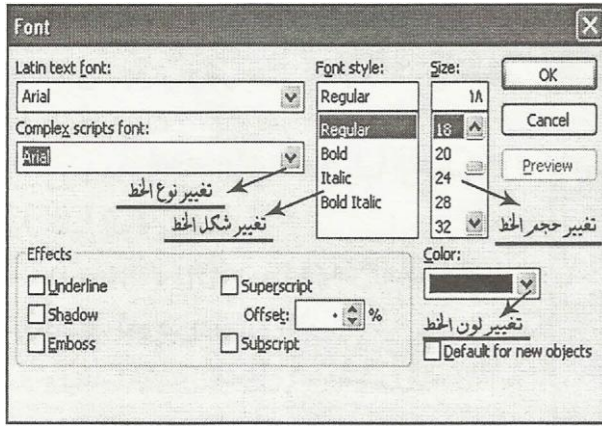 Font
Latin text font:
Font style:
Size:
OK
Arial
Regular
١٨
Complex scripts font:
Regular
18
Cancel
Arial
Bold
20
Italic
24
Preview
تغيير نوع الخط
Bold Italic
28
تغيير شكل الخط
32
تغيير حجم الخط
Effects
Color:
Underline
Superscript
Shadow
Offset:
٠
%
تغيير لون الخط
Emboss
Subscript
Default for new objects